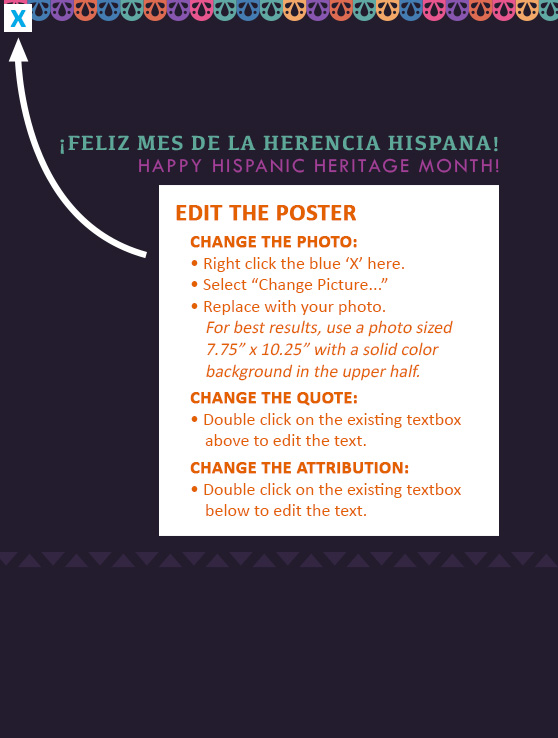 X
¡FELIZ MES DE LA HERENCIA HISPANA!
HAPPY HISPANIC HERITAGE MONTH!
EDIT THE POSTER
CHANGE THE PHOTO:
• Right click the blue ‘X’ here.
• Select “Change Picture...”
• Replace with your photo.
For best results, use a photo sized
7.75” x 10.25” with a solid color
background in the upper half.
CHANGE THE QUOTE:
• Double click on the existing textbox
above to edit the text.
CHANGE THE ATTRIBUTION:
• Double click on the existing textbox
below to edit the text.